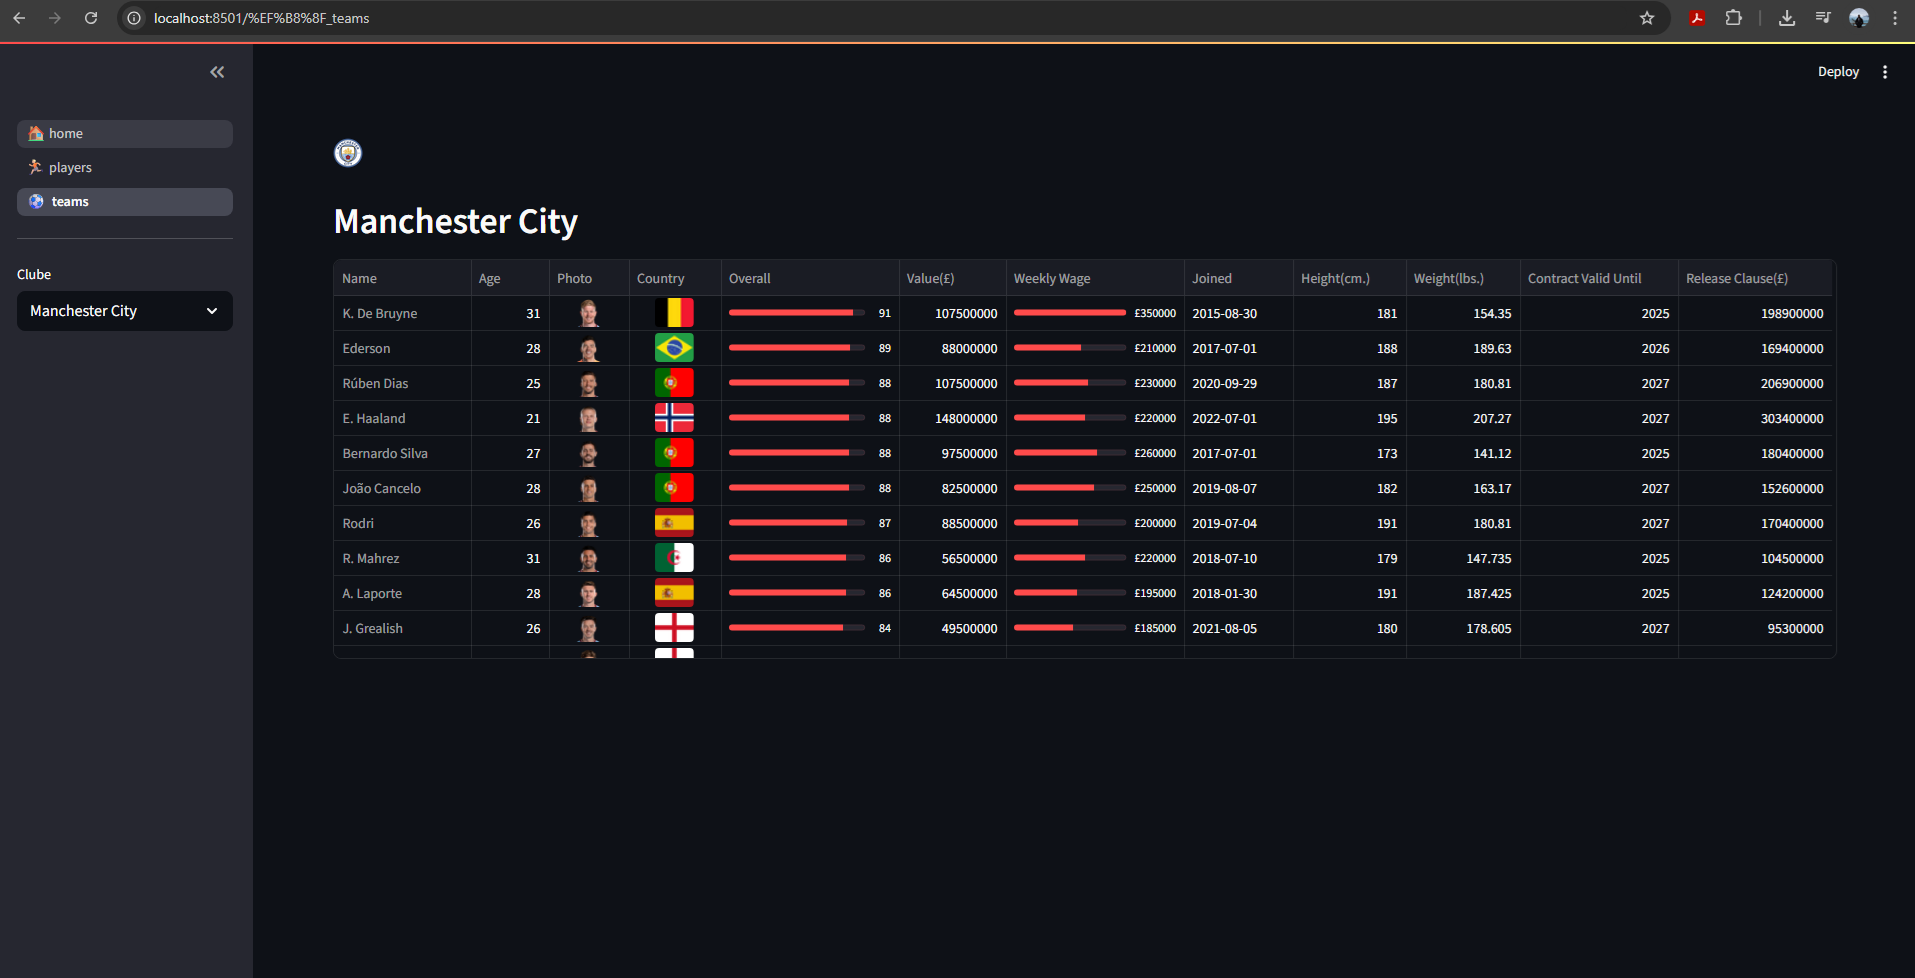 localhost:8501/%EF%B8%8F_teams
Deploy
home
players
teams
Clube
Manchester City
Manchester City
Name Age Photo Country Overall Value(£) Weekly Wage Joined Height(cm.) Weight(lbs.) Contract Valid Until Release Clause(£)
K. De Bruyne 31 91 107500000 £350000 2015-08-30 181 154.35 2025 198900000
Ederson 28 89 88000000 £210000 2017-07-01 188 189.63 2026 169400000
Rúben Dias 25 88 107500000 £230000 2020-09-29 187 180.81 2027 206900000
E. Haaland 21 88 148000000 £220000 2022-07-01 195 207.27 2027 303400000
Bernardo Silva 27 88 97500000 £260000 2017-07-01 173 141.12 2025 180400000
João Cancelo 28 88 82500000 £250000 2019-08-07 182 163.17 2027 152600000
Rodri 26 87 88500000 £200000 2019-07-04 191 180.81 2027 170400000
R. Mahrez 31 86 56500000 £220000 2018-07-10 179 147.735 2025 104500000
A. Laporte 28 86 64500000 £195000 2018-01-30 191 187.425 2025 124200000
J. Grealish 26 84 49500000 £185000 2021-08-05 180 178.605 2027 95300000